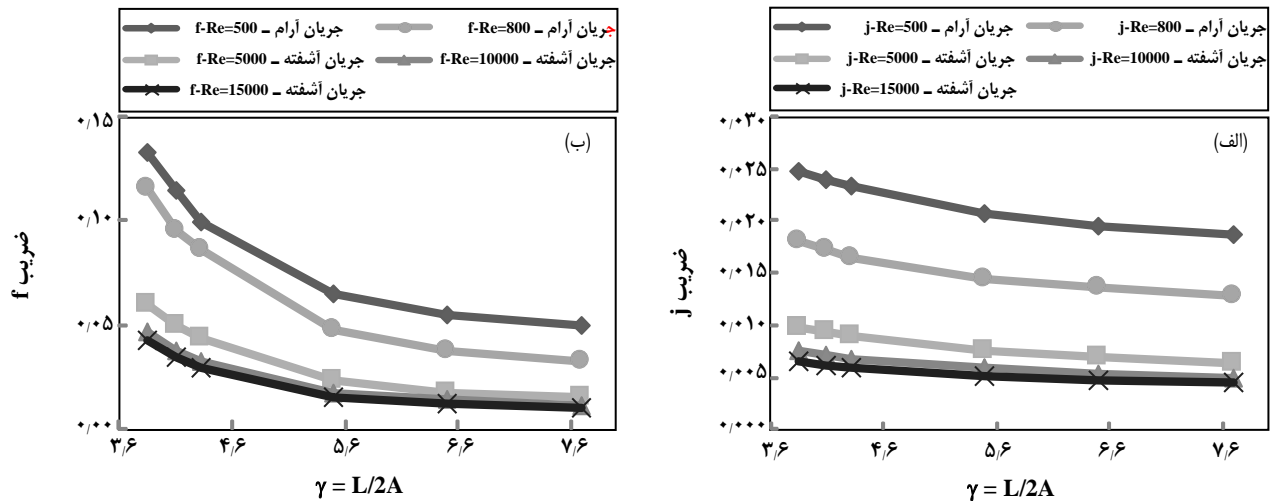 جریان آرام ـ f-Re=500
جریان آرام ـ f-Re=800
جریان آشفته ـ f-Re=5000
جریان آشفته ـ f-Re=10000
جریان آشفته ـ f-Re=15000
(ب)
۰٫۱۵
۰٫۱۰
۰٫۰۵
۰٫۰۰
ضریب f
۳٫۶ ۴٫۶ ۵٫۶ ۶٫۶ ۷٫۶
γ = L/2A
جریان آرام ـ j-Re=500
جریان آرام ـ j-Re=800
جریان آشفته ـ j-Re=5000
جریان آشفته ـ j-Re=10000
جریان آشفته ـ j-Re=15000
(الف)
۰٫۰۳۰
۰٫۰۲۵
۰٫۰۲۰
۰٫۰۱۵
۰٫۰۱۰
۰٫۰۰۵
۰٫۰۰۰
ضریب j
۳٫۶ ۴٫۶ ۵٫۶ ۶٫۶ ۷٫۶
γ = L/2A